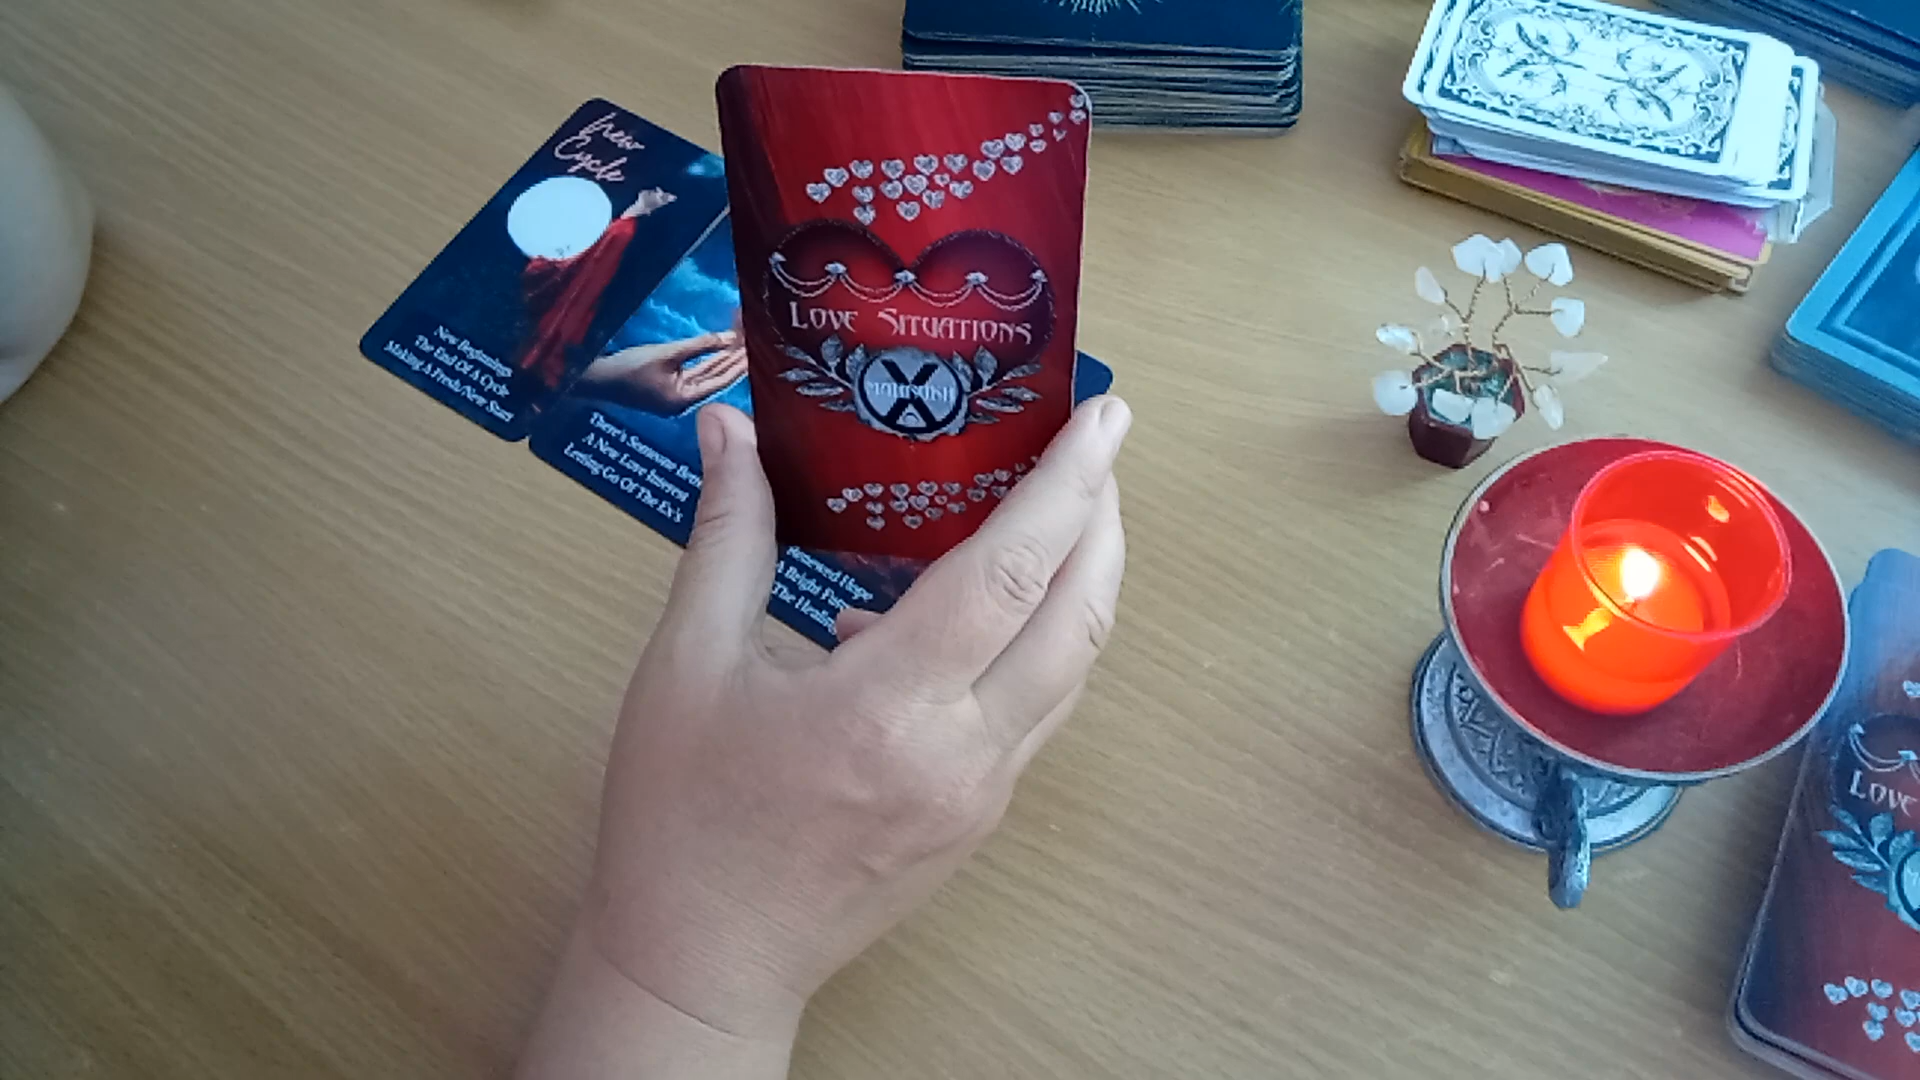 New
Cycle
New Beginnings
The End Of A Cycle
Making A Fresh/New Start
There's Someone
A New Love Interest
Letting Go Of The Ex's
LOVE SITUATIONS
Renewed Hope
A Bright
The Healing
LOVE